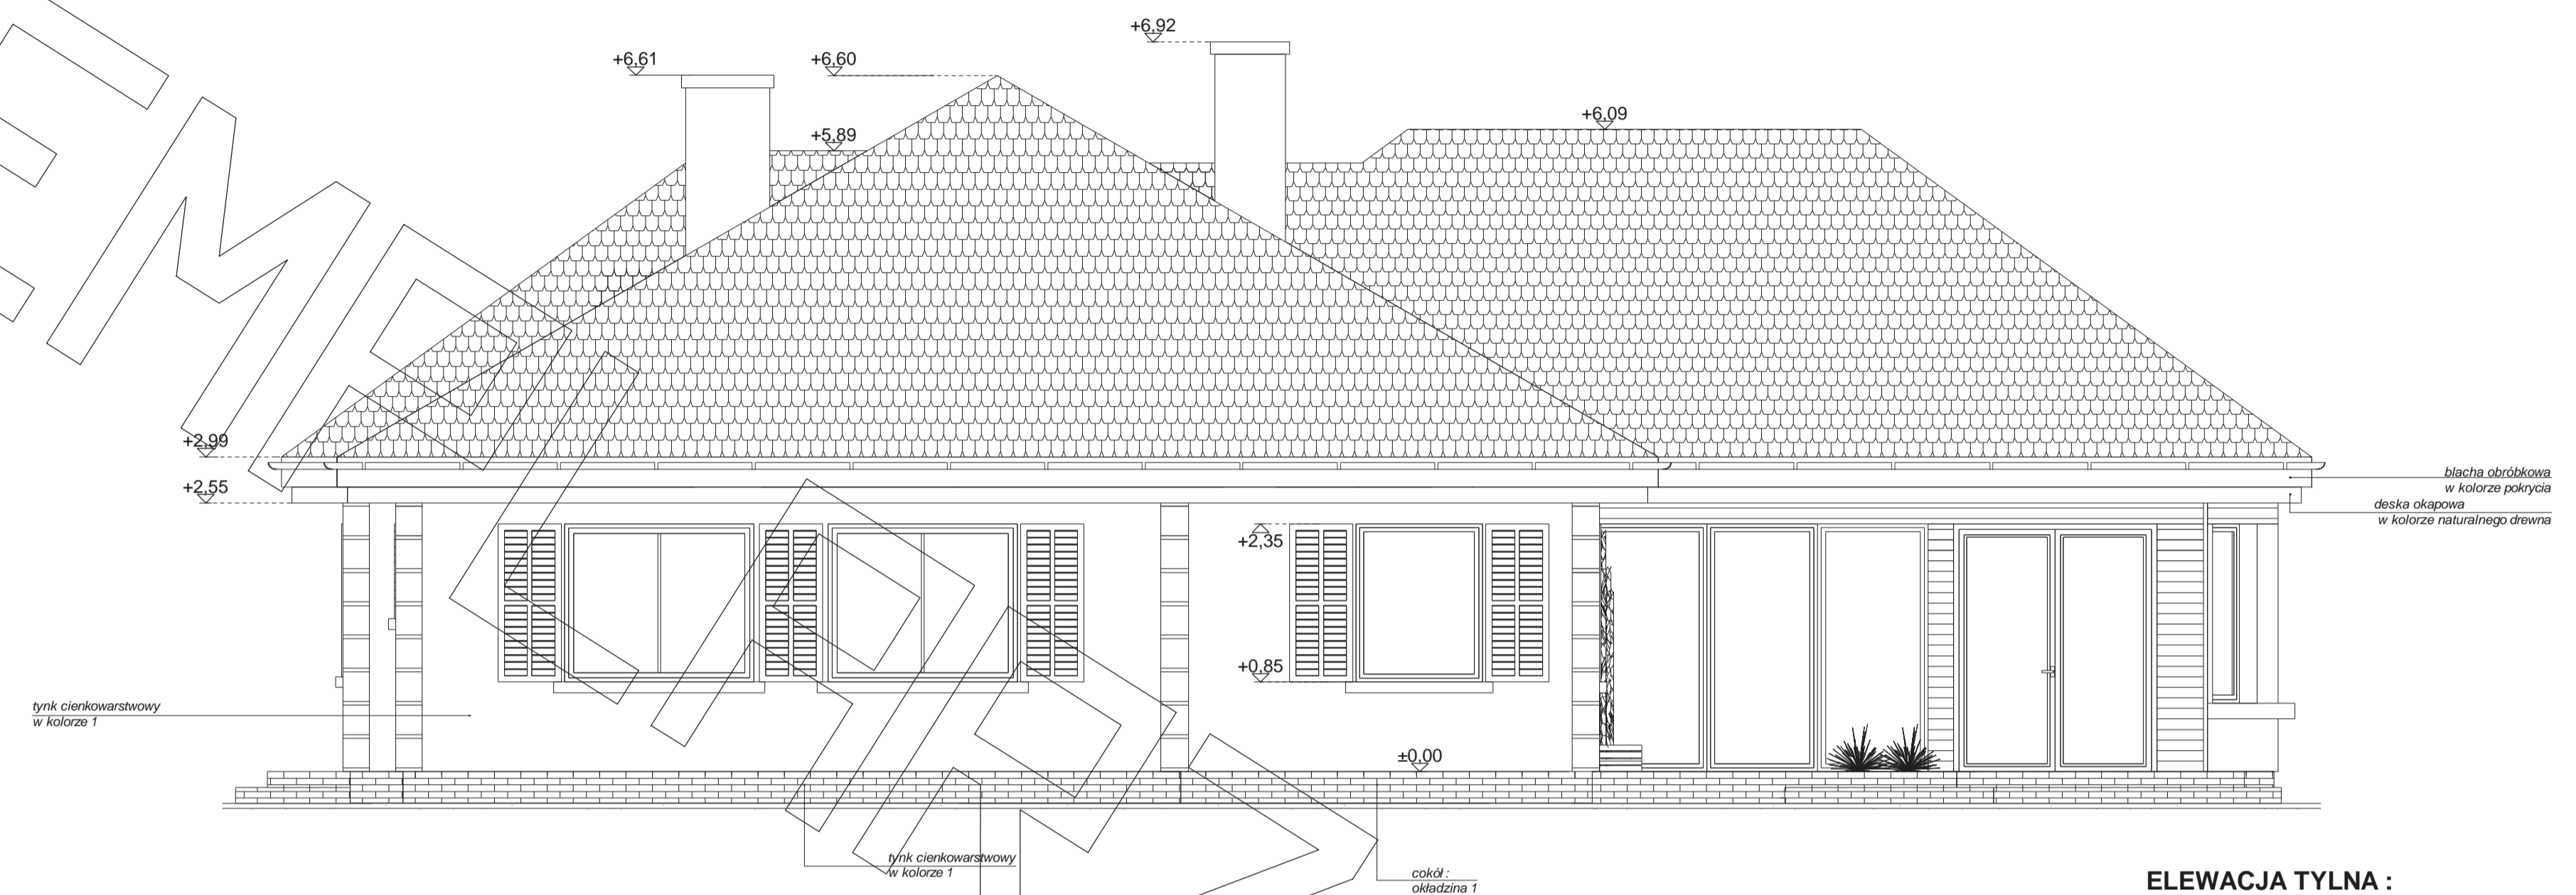 +6,92
+6,61
+6,60
+6,09
+5,89
+2,99
+2,55
blacha obróbkowa
w kolorze pokrycia
deska okapowa
w kolorze naturalnego drewna
+2,35
+0,85
tynk cienkowarstwowy
w kolorze 1
±0,00
tynk cienkowarstwowy
w kolorze 1
cokół :
okładzina 1
ELEWACJA TYLNA :